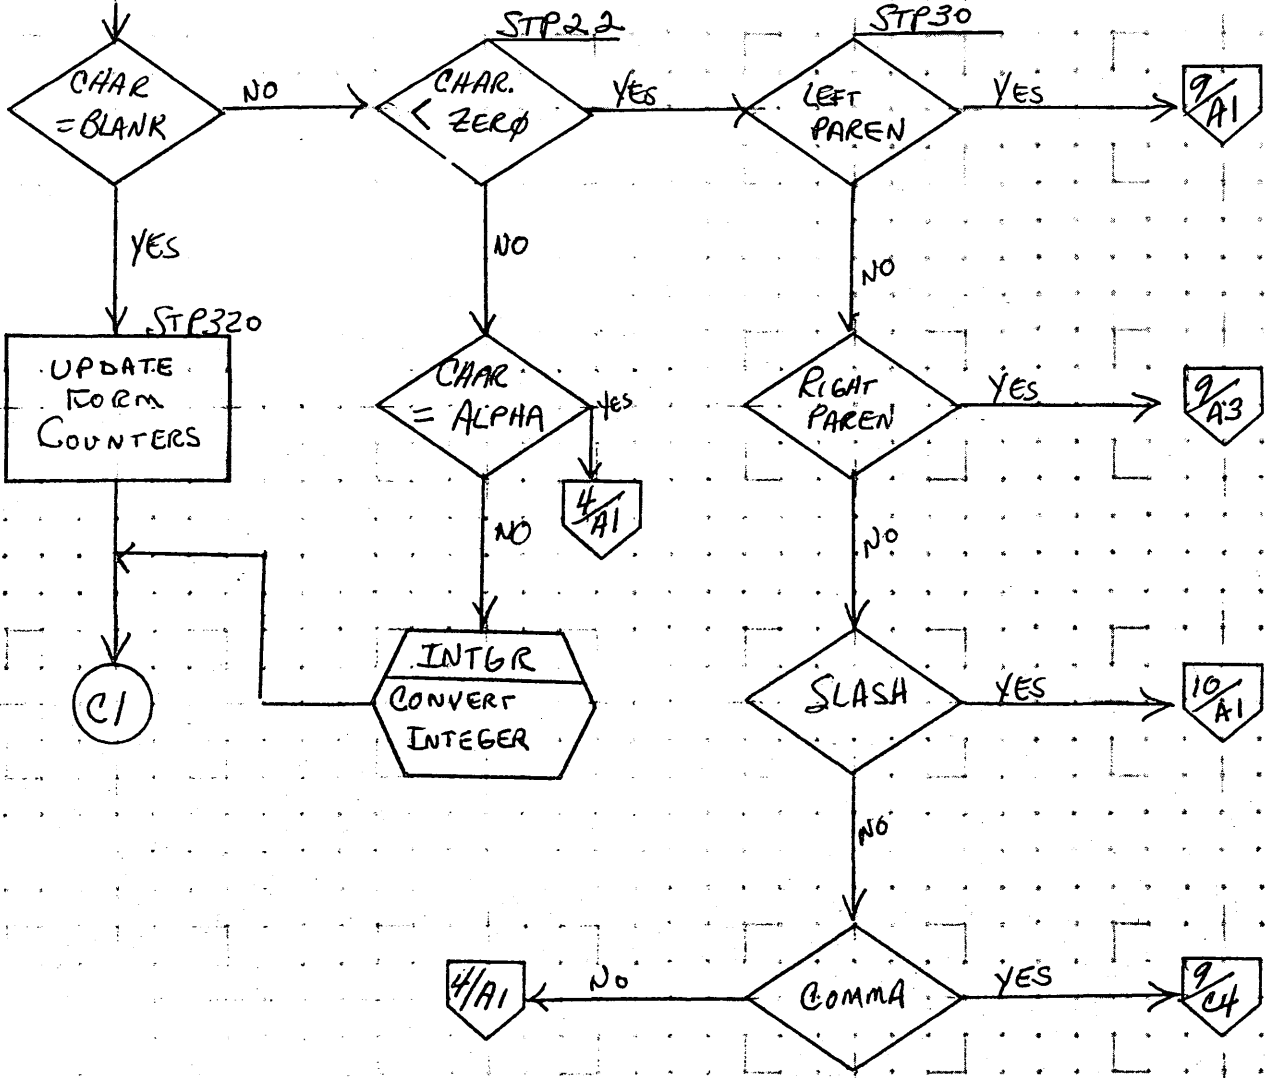 STP22
STP30
CHAR
=BLANK
NO
CHAR.
< ZERØ
YES
LEFT
PAREN
YES
9/A1
YES
NO
NO
STP320
UPDATE
FORM
COUNTERS
CHAR
= ALPHA
YES
4/A1
RIGHT
PAREN
YES
9/A3
NO
NO
INTGR
CONVERT
INTEGER
C1
SLASH
YES
10/A1
NO
4/A1
NO
COMMA
YES
9/C4